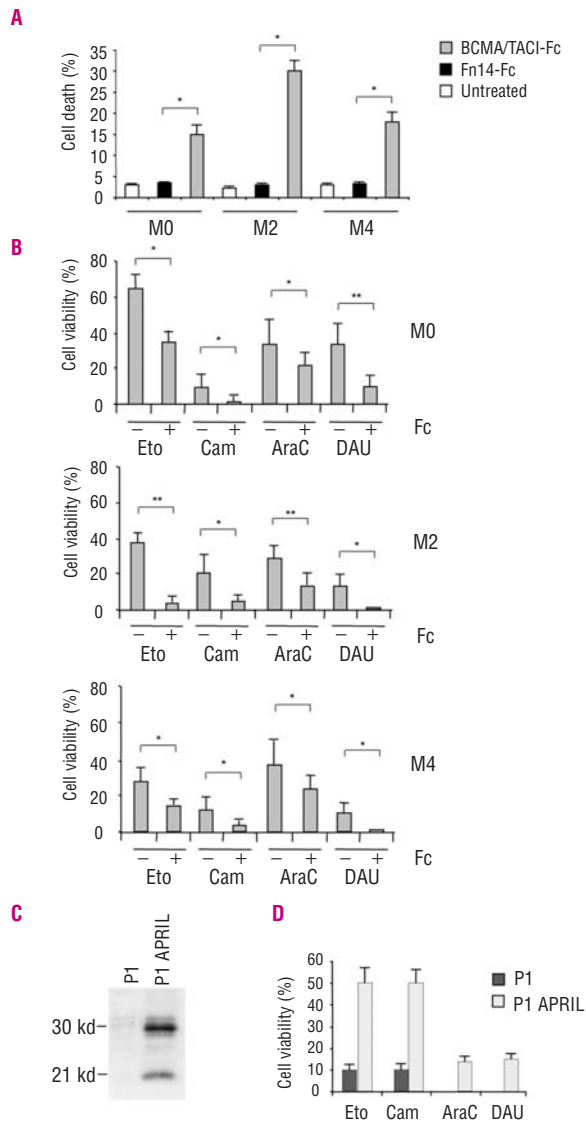 A
BCMA/TACI-Fc
Fn14-Fc
Untreated
Cell death (%)
35
30
25
20
15
10
5
0
* * *
M0 M2 M4
B
Cell viability (%)
80
60
40
20
0
* * * **
M0
− + − + − + − + Fc
Eto Cam AraC DAU
Cell viability (%)
80
60
40
20
0
** * ** *
M2
− + − + − + − + Fc
Eto Cam AraC DAU
Cell viability (%)
80
60
40
20
0
* * * *
M4
− + − + − + − + Fc
Eto Cam AraC DAU
C
P1 P1 APRIL
30 kd
21 kd
D
P1
P1 APRIL
Cell viability (%)
60
50
40
30
20
10
0
Eto Cam AraC DAU